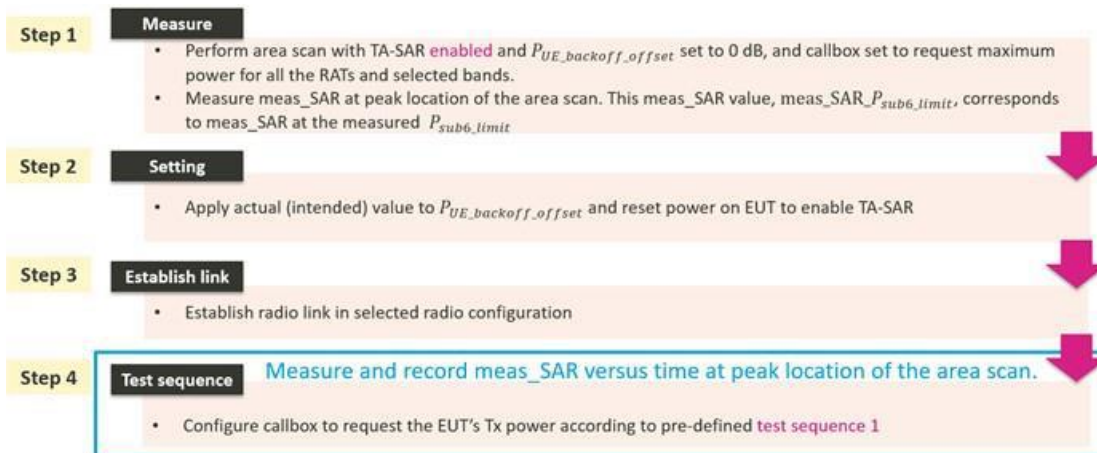 Step 1
Measure
• Perform area scan with TA-SAR enabled and P_UE_backoff_offset set to 0 dB, and callbox set to request maximum
power for all the RATs and selected bands.
• Measure meas_SAR at peak location of the area scan. This meas_SAR value, meas_SAR_P_sub6_limit, corresponds
to meas_SAR at the measured P_sub6_limit
Step 2
Setting
• Apply actual (intended) value to P_UE_backoff_offset and reset power on EUT to enable TA-SAR
Step 3
Establish link
• Establish radio link in selected radio configuration
Step 4
Test sequence
Measure and record meas_SAR versus time at peak location of the area scan.
• Configure callbox to request the EUT's Tx power according to pre-defined test sequence 1